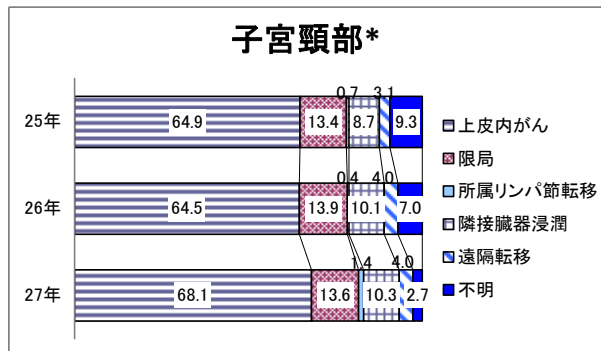 子宮頸部*
0.7 3.1
25年 64.9 13.4 8.7 9.3
0.4 4.0
26年 64.5 13.9 10.1 7.0
1.4 4.0
27年 68.1 13.6 10.3 2.7
上皮内がん
限局
所属リンパ節転移
隣接臓器浸潤
遠隔転移
不明